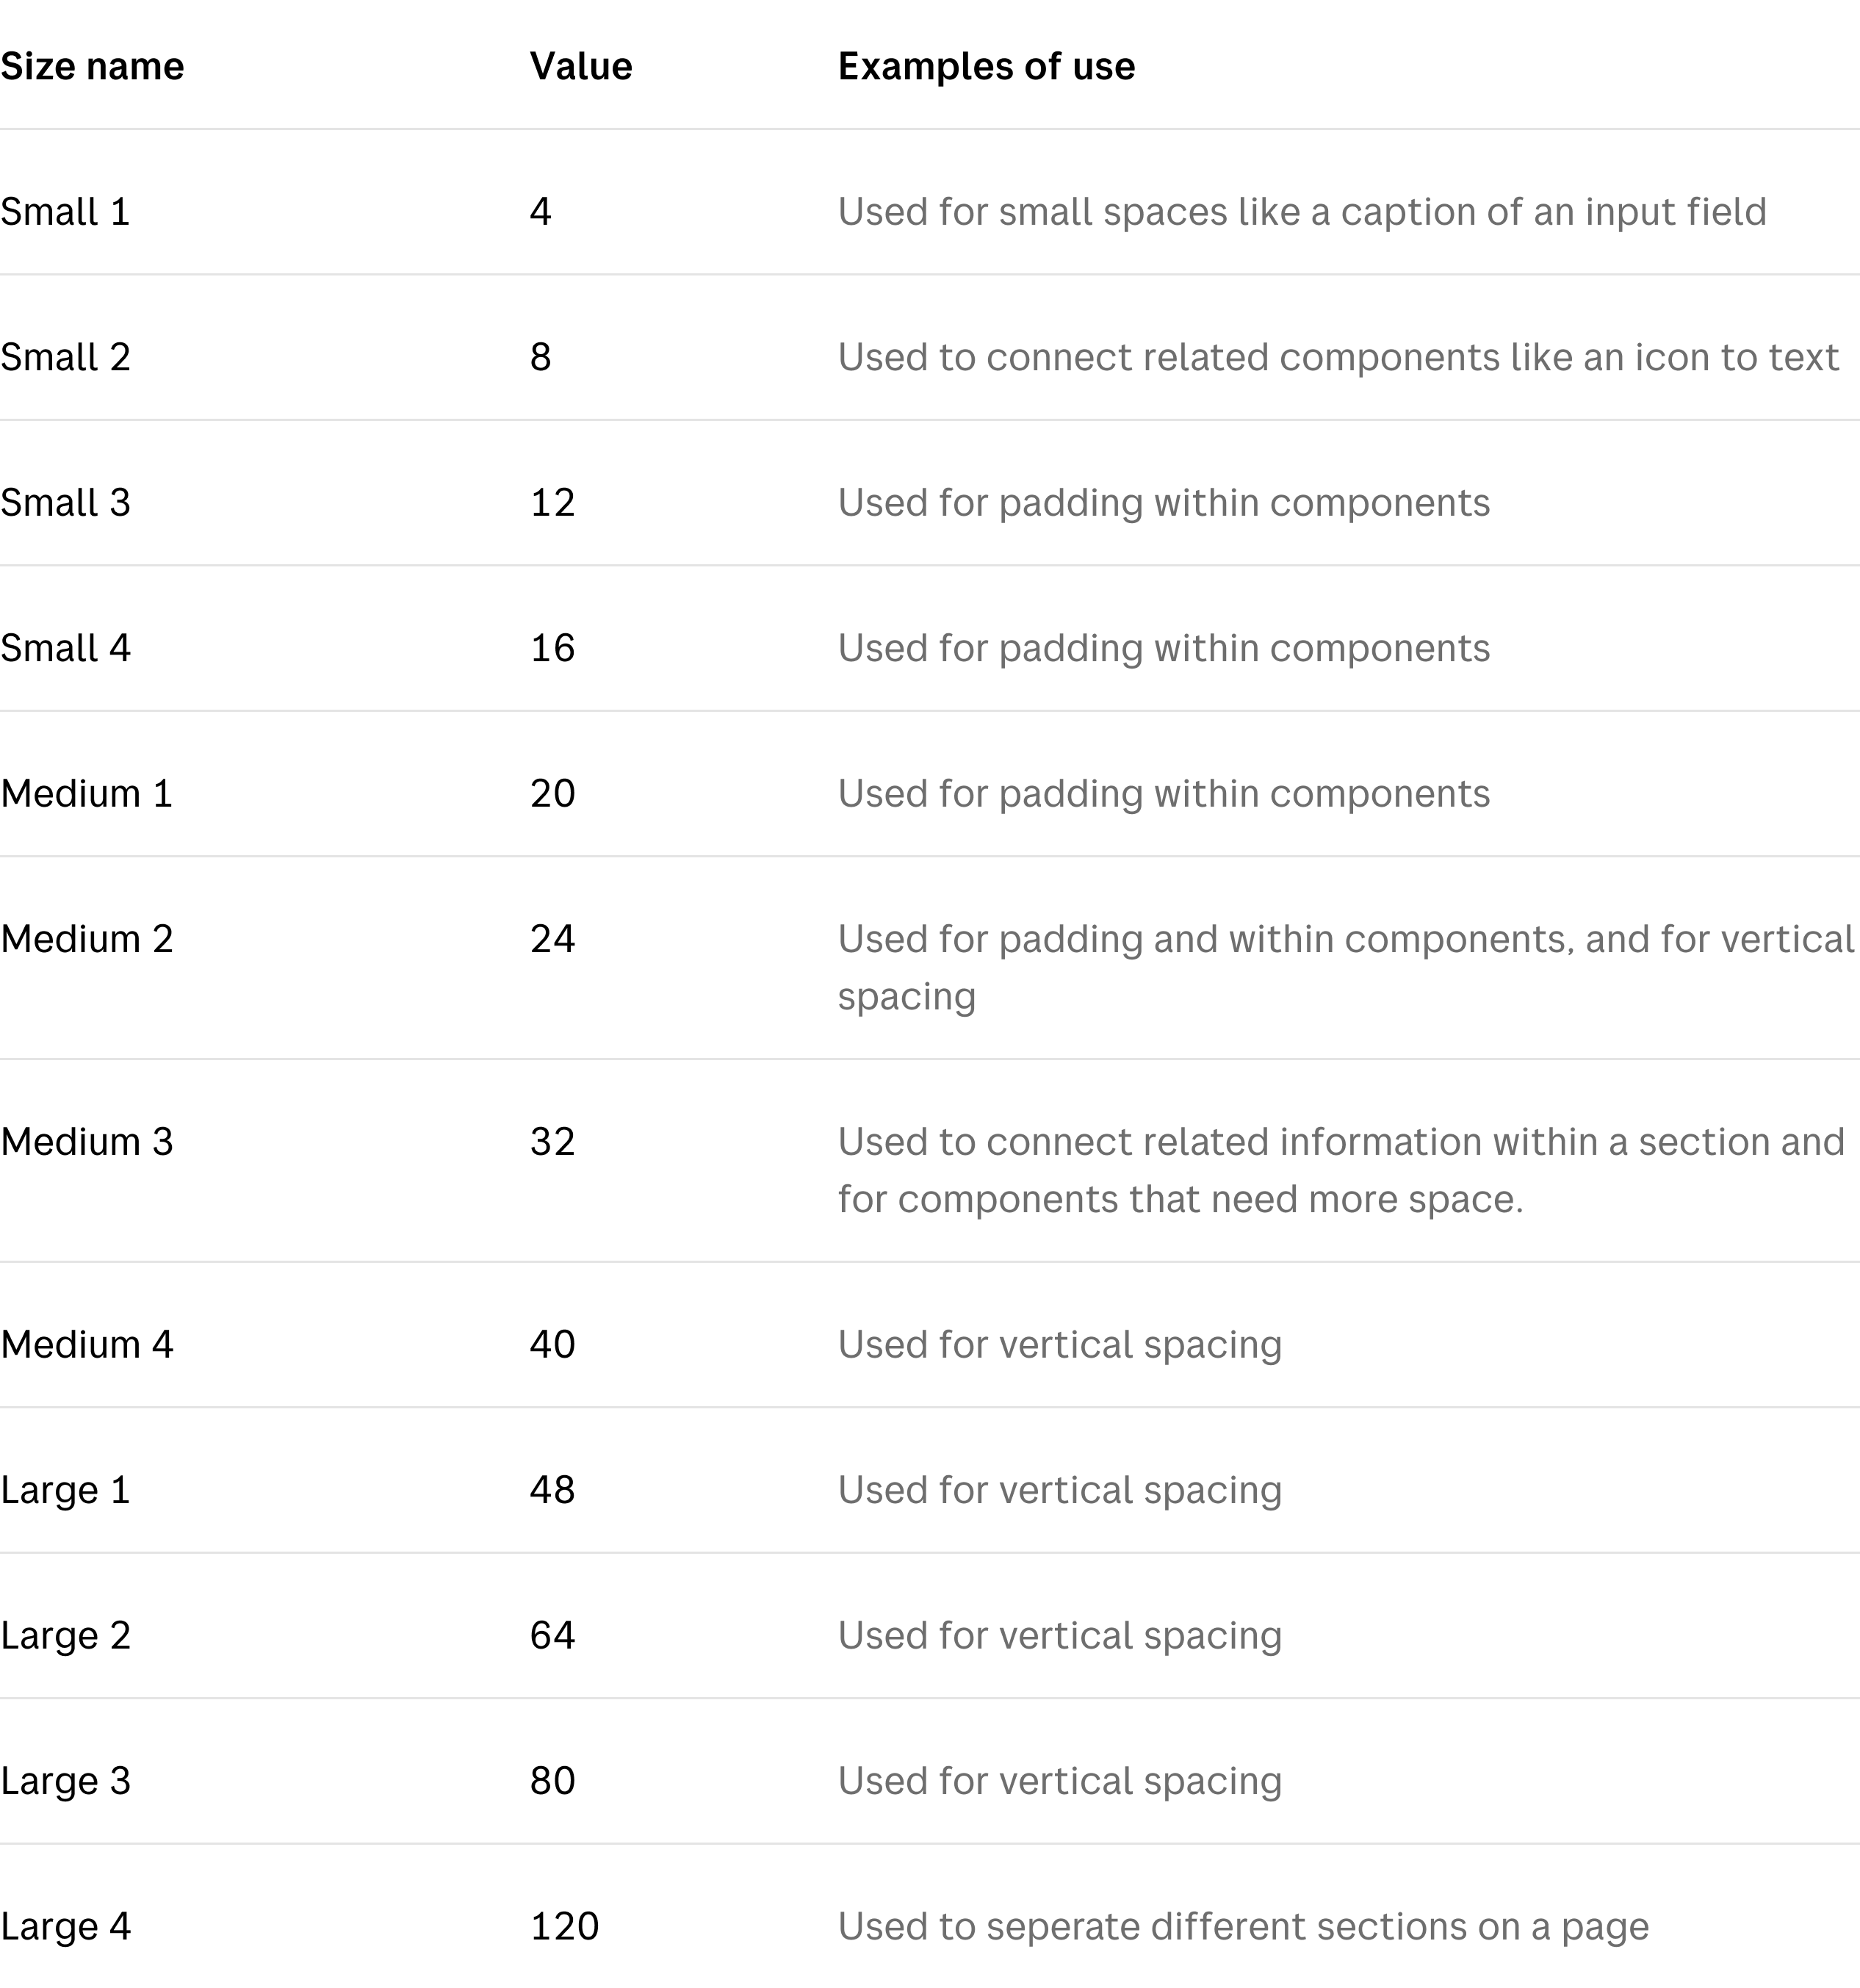 Size name Value Examples of use
Small 1 4 Used for small spaces like a caption of an input field
Small 2 8 Used to connect related components like an icon to text
Small 3 12 Used for padding within components
Small 4 16 Used for padding within components
Medium 1 20 Used for padding within components
Medium 2 24 Used for padding and within components, and for vertical
spacing
Medium 3 32 Used to connect related information within a section and
for components that need more space.
Medium 4 40 Used for vertical spacing
Large 1 48 Used for vertical spacing
Large 2 64 Used for vertical spacing
Large 3 80 Used for vertical spacing
Large 4 120 Used to seperate different sections on a page